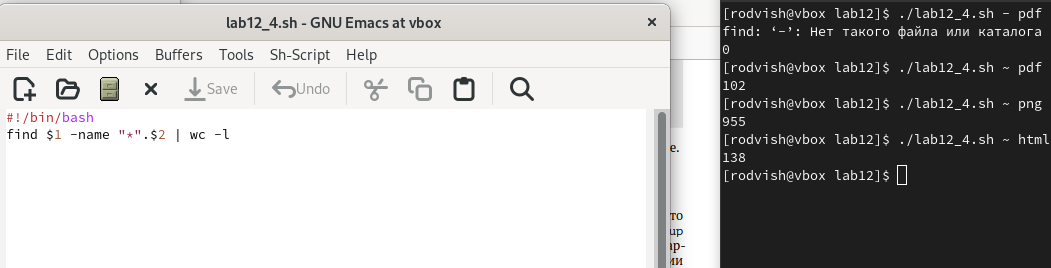 lab12_4.sh - GNU Emacs at vbox
×
File Edit Options Buffers Tools Sh-Script Help
Save Undo
#!/bin/bash
find $1 -name "*".$2 | wc -l
е.
то
up
ар-
ии
[rodvish@vbox lab12]$ ./lab12_4.sh - pdf
find: ‘-’: Нет такого файла или каталога
0
[rodvish@vbox lab12]$ ./lab12_4.sh ~ pdf
102
[rodvish@vbox lab12]$ ./lab12_4.sh ~ png
955
[rodvish@vbox lab12]$ ./lab12_4.sh ~ html
138
[rodvish@vbox lab12]$